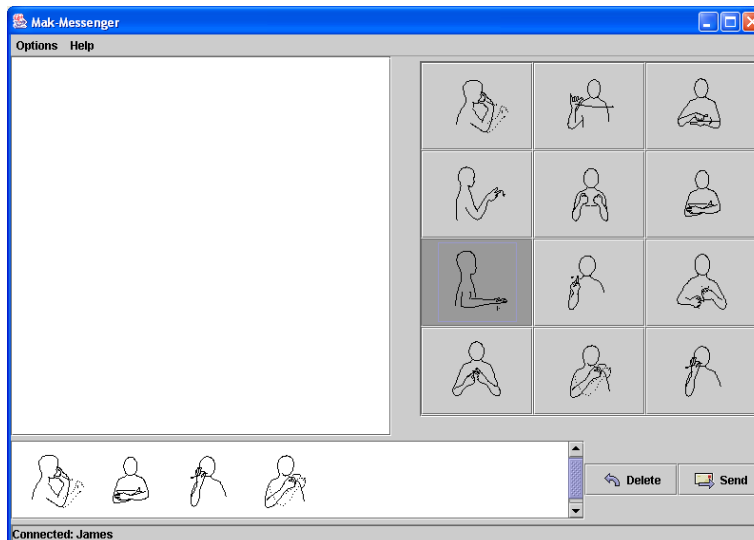 Mak-Messenger
Options Help
Delete
Send
Connected: James